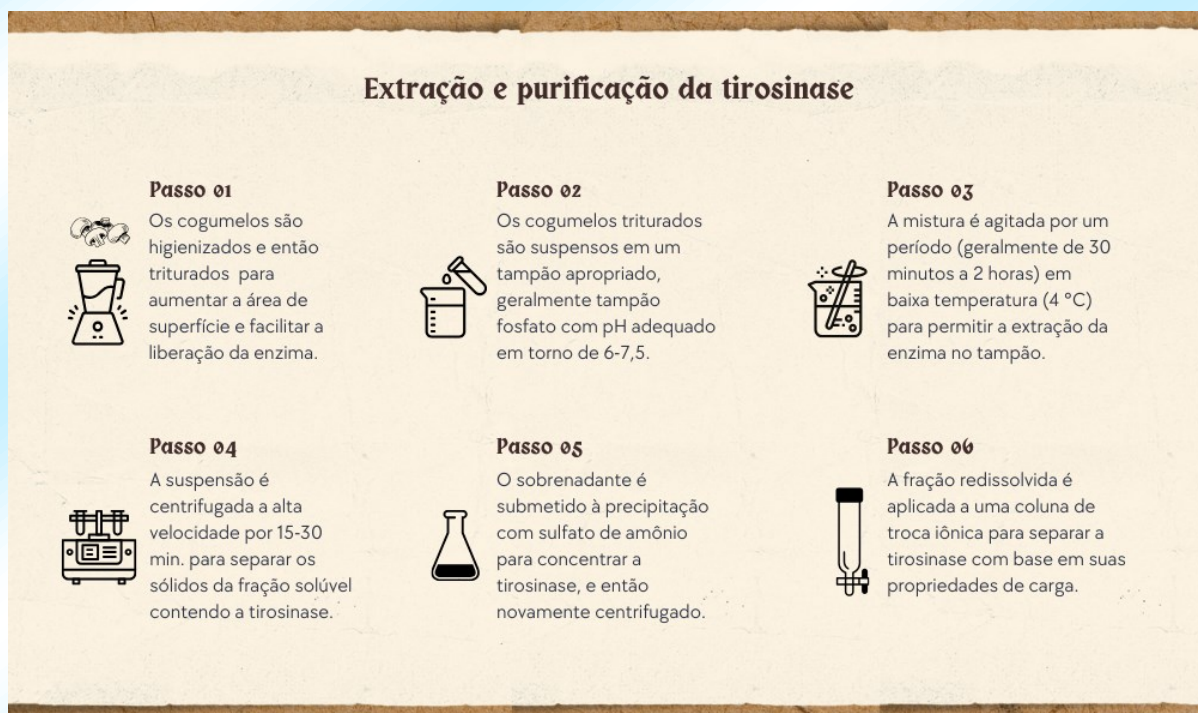 Extração e purificação da tirosinase
Passo 01
Os cogumelos são
higienizados e então
triturados para
aumentar a área de
superfície e facilitar a
liberação da enzima.
Passo 02
Os cogumelos triturados
são suspensos em um
tampão apropriado,
geralmente tampão
fosfato com pH adequado
em torno de 6-7,5.
Passo 03
A mistura é agitada por um
período (geralmente de 30
minutos a 2 horas) em
baixa temperatura (4 °C)
para permitir a extração da
enzima no tampão.
Passo 04
A suspensão é
centrifugada a alta
velocidade por 15-30
min. para separar os
sólidos da fração solúvel
contendo a tirosinase.
Passo 05
O sobrenadante é
submetido à precipitação
com sulfato de amônio
para concentrar a
tirosinase, e então
novamente centrifugado.
Passo 06
A fração redissolvida é
aplicada a uma coluna de
troca iônica para separar a
tirosinase com base em suas
propriedades de carga.